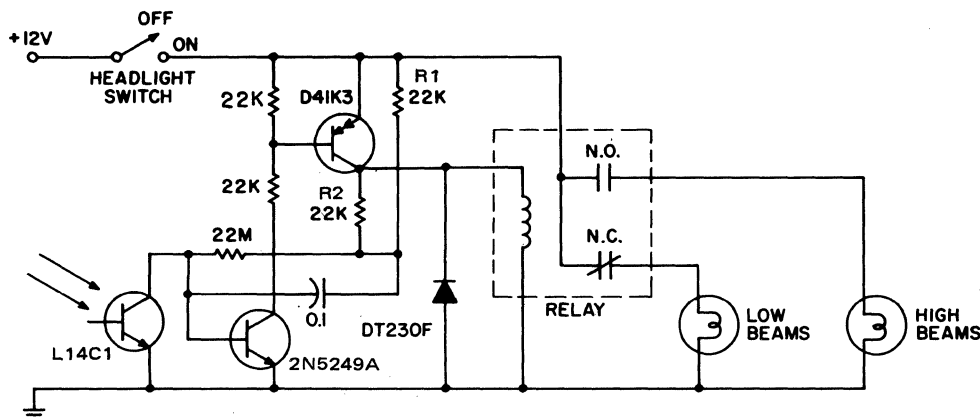 OFF
+12V
ON
HEADLIGHT
SWITCH
R1
22K
22K
D41K3
N.O.
22K
R2
22K
22M
N.C.
0.1
RELAY
DT230F
LOW
BEAMS
HIGH
BEAMS
L14C1
2N5249A